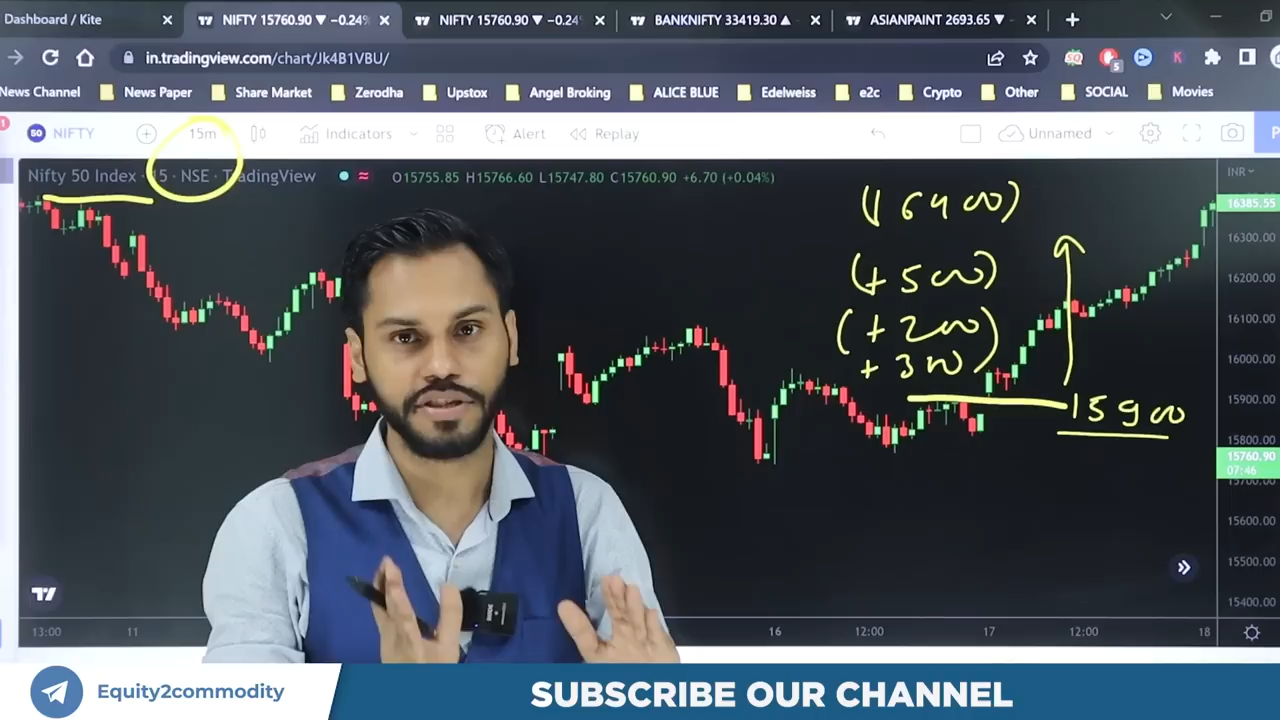 Dashboard / Kite
NIFTY 15760.90 ▼ −0.24%
NIFTY 15760.90 ▼ −0.24
BANKNIFTY 33419.30 ▲
ASIANPAINT 2693.65 ▼
in.tradingview.com/chart/Jk4B1VBU/
News Channel News Paper Share Market Zerodha Upstox Angel Broking ALICE BLUE Edelweiss e2c Crypto Other SOCIAL Movies
50 NIFTY 15m Indicators Alert Replay Unnamed P
Nifty 50 Index · 15 · NSE · TradingView O15755.85 H15766.60 L15747.80 C15760.90 +6.70 (+0.04%)
INR
(16400)
(+500)
(+200
+300)
15900
16385.55
16300.00
16200.00
16100.00
16000.00
15900.00
15800.00
15760.90
07:46
15700.00
15600.00
15500.00
15400.00
13:00 11 16 12:00 17 12:00 18
Equity2commodity
SUBSCRIBE OUR CHANNEL